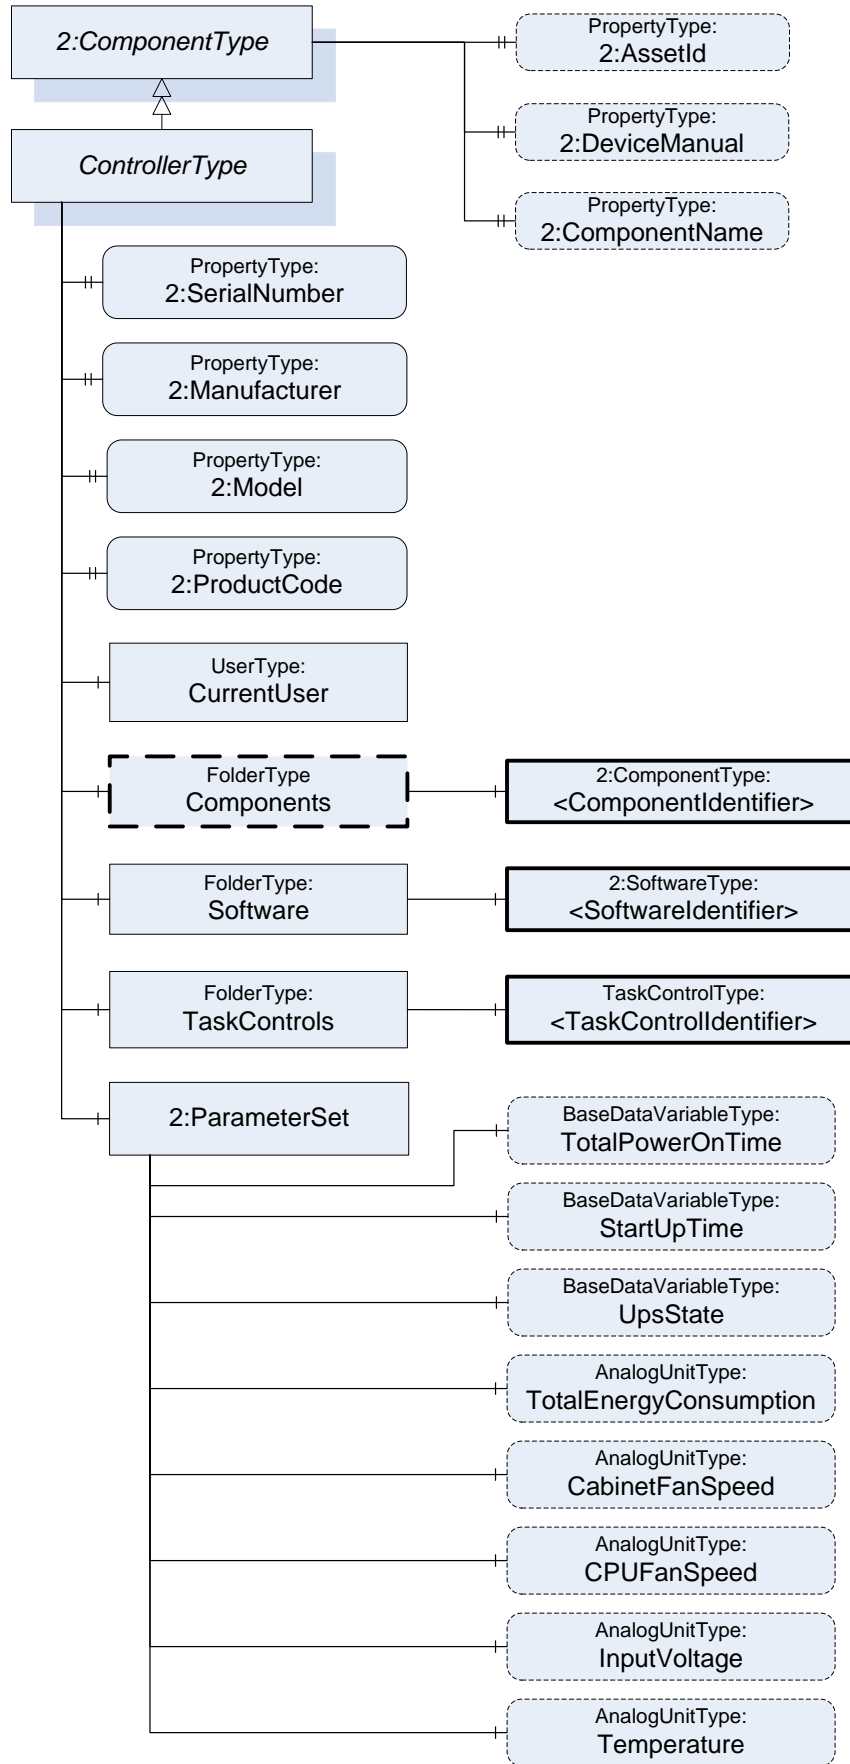 2:ComponentType
PropertyType:
2:AssetId
PropertyType:
2:DeviceManual
ControllerType
PropertyType:
2:ComponentName
PropertyType:
2:SerialNumber
PropertyType:
2:Manufacturer
PropertyType:
2:Model
PropertyType:
2:ProductCode
UserType:
CurrentUser
FolderType
Components
2:ComponentType:
<ComponentIdentifier>
FolderType:
Software
2:SoftwareType:
<SoftwareIdentifier>
FolderType:
TaskControls
TaskControlType:
<TaskControlIdentifier>
2:ParameterSet
BaseDataVariableType:
TotalPowerOnTime
BaseDataVariableType:
StartUpTime
BaseDataVariableType:
UpsState
AnalogUnitType:
TotalEnergyConsumption
AnalogUnitType:
CabinetFanSpeed
AnalogUnitType:
CPUFanSpeed
AnalogUnitType:
InputVoltage
AnalogUnitType:
Temperature